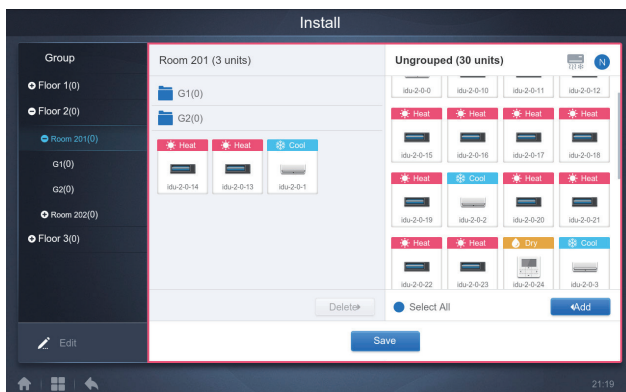 Install
Group
Floor 1(0)
Floor 2(0)
Room 201(0)
G1(0)
G2(0)
Room 202(0)
Floor 3(0)
Edit
Room 201 (3 units)
G1(0)
G2(0)
Heat Heat Cool
idu-2-0-14 idu-2-0-13 idu-2-0-1
Delete
Ungrouped (30 units)
N
idu-2-0-0 idu-2-0-10 idu-2-0-11 idu-2-0-12
Heat Heat Heat Heat
idu-2-0-15 idu-2-0-16 idu-2-0-17 idu-2-0-18
Heat Cool Heat Heat
idu-2-0-19 idu-2-0-2 idu-2-0-20 idu-2-0-21
Heat Heat Dry Cool
idu-2-0-22 idu-2-0-23 idu-2-0-24 idu-2-0-3
Select All
Add
Save
21:19